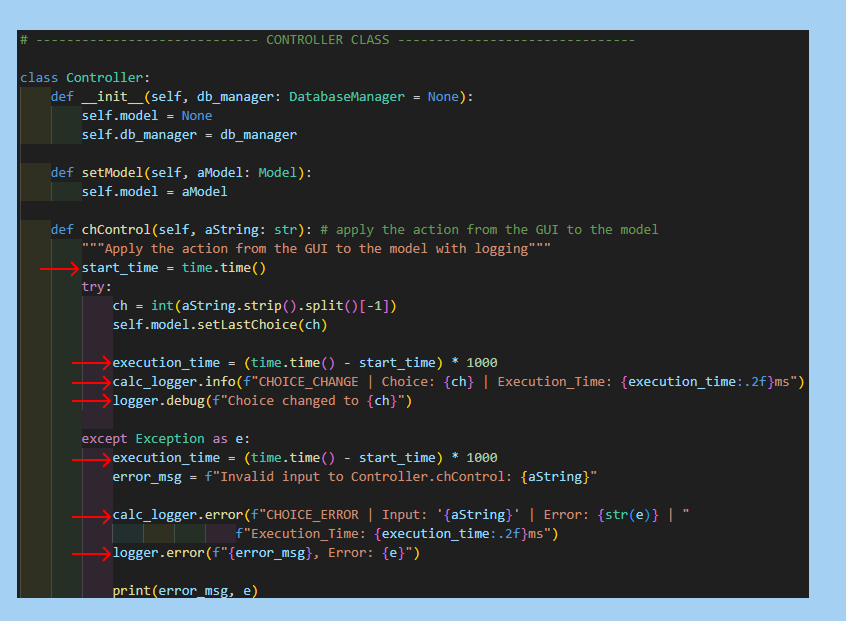 # ----------------------------- CONTROLLER CLASS -------------------------------
class Controller:
    def __init__(self, db_manager: DatabaseManager = None):
        self.model = None
        self.db_manager = db_manager
    def setModel(self, aModel: Model):
        self.model = aModel
    def chControl(self, aString: str): # apply the action from the GUI to the model
        """Apply the action from the GUI to the model with logging"""
        start_time = time.time()
        try:
            ch = int(aString.strip().split()[-1])
            self.model.setLastChoice(ch)
            execution_time = (time.time() - start_time) * 1000
            calc_logger.info(f"CHOICE_CHANGE | Choice: {ch} | Execution_Time: {execution_time:.2f}ms")
            logger.debug(f"Choice changed to {ch}")
        except Exception as e:
            execution_time = (time.time() - start_time) * 1000
            error_msg = f"Invalid input to Controller.chControl: {aString}"
            calc_logger.error(f"CHOICE_ERROR | Input: '{aString}' | Error: {str(e)} | "
                            f"Execution_Time: {execution_time:.2f}ms")
            logger.error(f"{error_msg}, Error: {e}")
            print(error_msg, e)